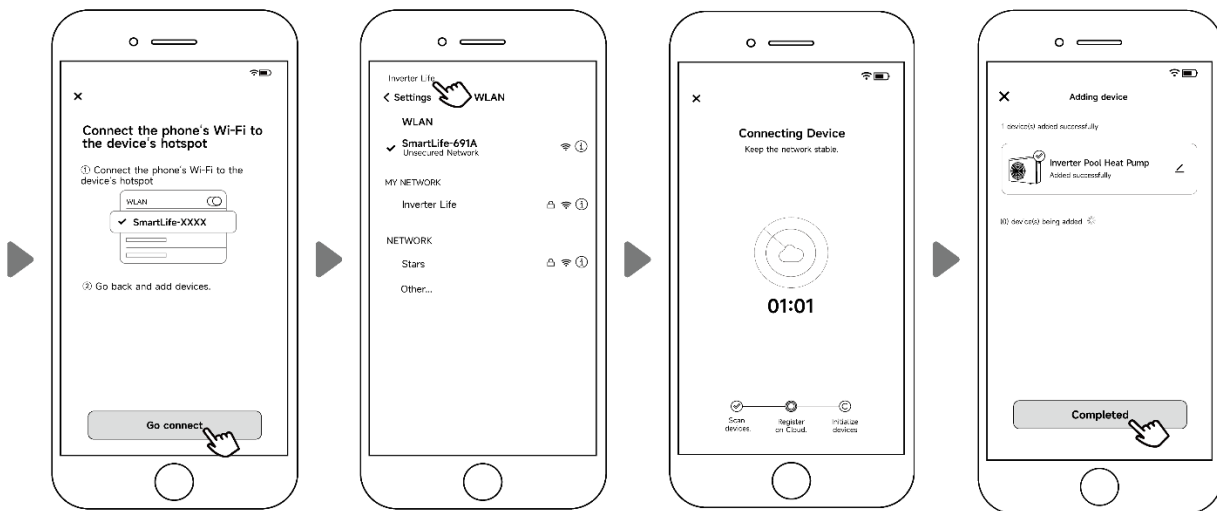 Connect the phone's Wi-Fi to
the device's hotspot
① Connect the phone's Wi-Fi to the
device's hotspot
WLAN
SmartLife-XXXX
② Go back and add devices.
Go connect
Inverter Life
Settings
WLAN
WLAN
SmartLife-691A
Unsecured Network
MY NETWORK
Inverter Life
NETWORK
Stars
Other...
Connecting Device
Keep the network stable.
01:01
Scan
devices.
Register
on Cloud.
Initialize
devices
Adding device
1 device(s) added successfully
Inverter Pool Heat Pump
Added successfully
(0) device(s) being added
Completed